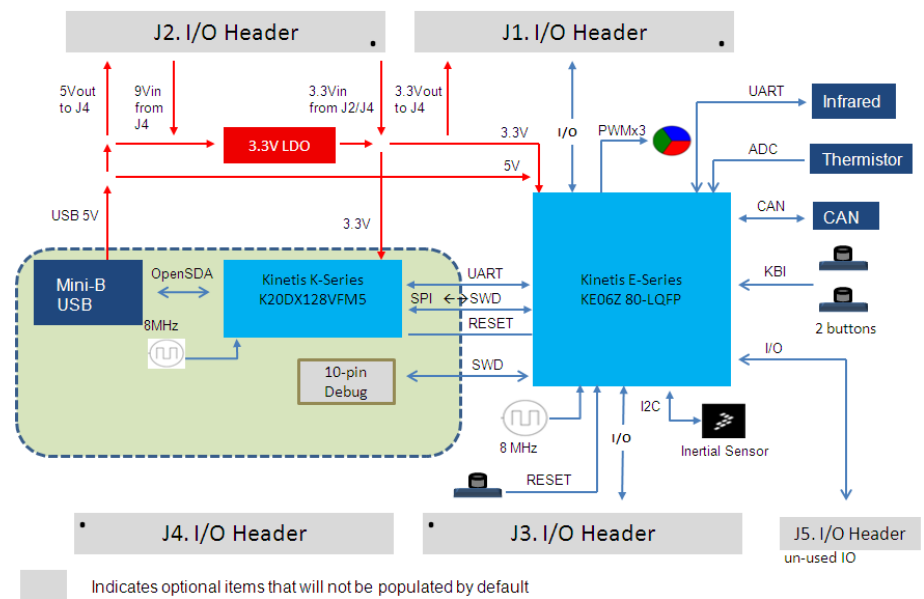 J2. I/O Header
J1. I/O Header
5Vout
to J4
9Vin
from
J4
3.3Vin
from J2/J4
3.3Vout
to J4
3.3V LDO
3.3V
5V
I/O
PWMx3
UART
Infrared
ADC
Thermistor
CAN
CAN
KBI
2 buttons
I/O
USB 5V
3.3V
Mini-B
USB
OpenSDA
Kinetis K-Series
K20DX128VFM5
UART
SPI ↔ SWD
RESET
Kinetis E-Series
KE06Z 80-LQFP
8MHz
10-pin
Debug
SWD
8 MHz
I/O
I2C
Inertial Sensor
RESET
J4. I/O Header
J3. I/O Header
J5. I/O Header
un-used IO
Indicates optional items that will not be populated by default